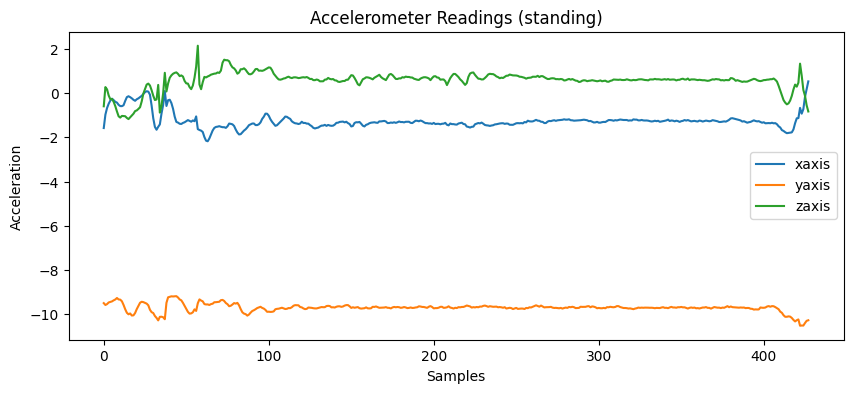 Accelerometer Readings (standing)
Acceleration
2
0
−2
−4
−6
−8
−10
xaxis
yaxis
zaxis
0
100
200
300
400
Samples